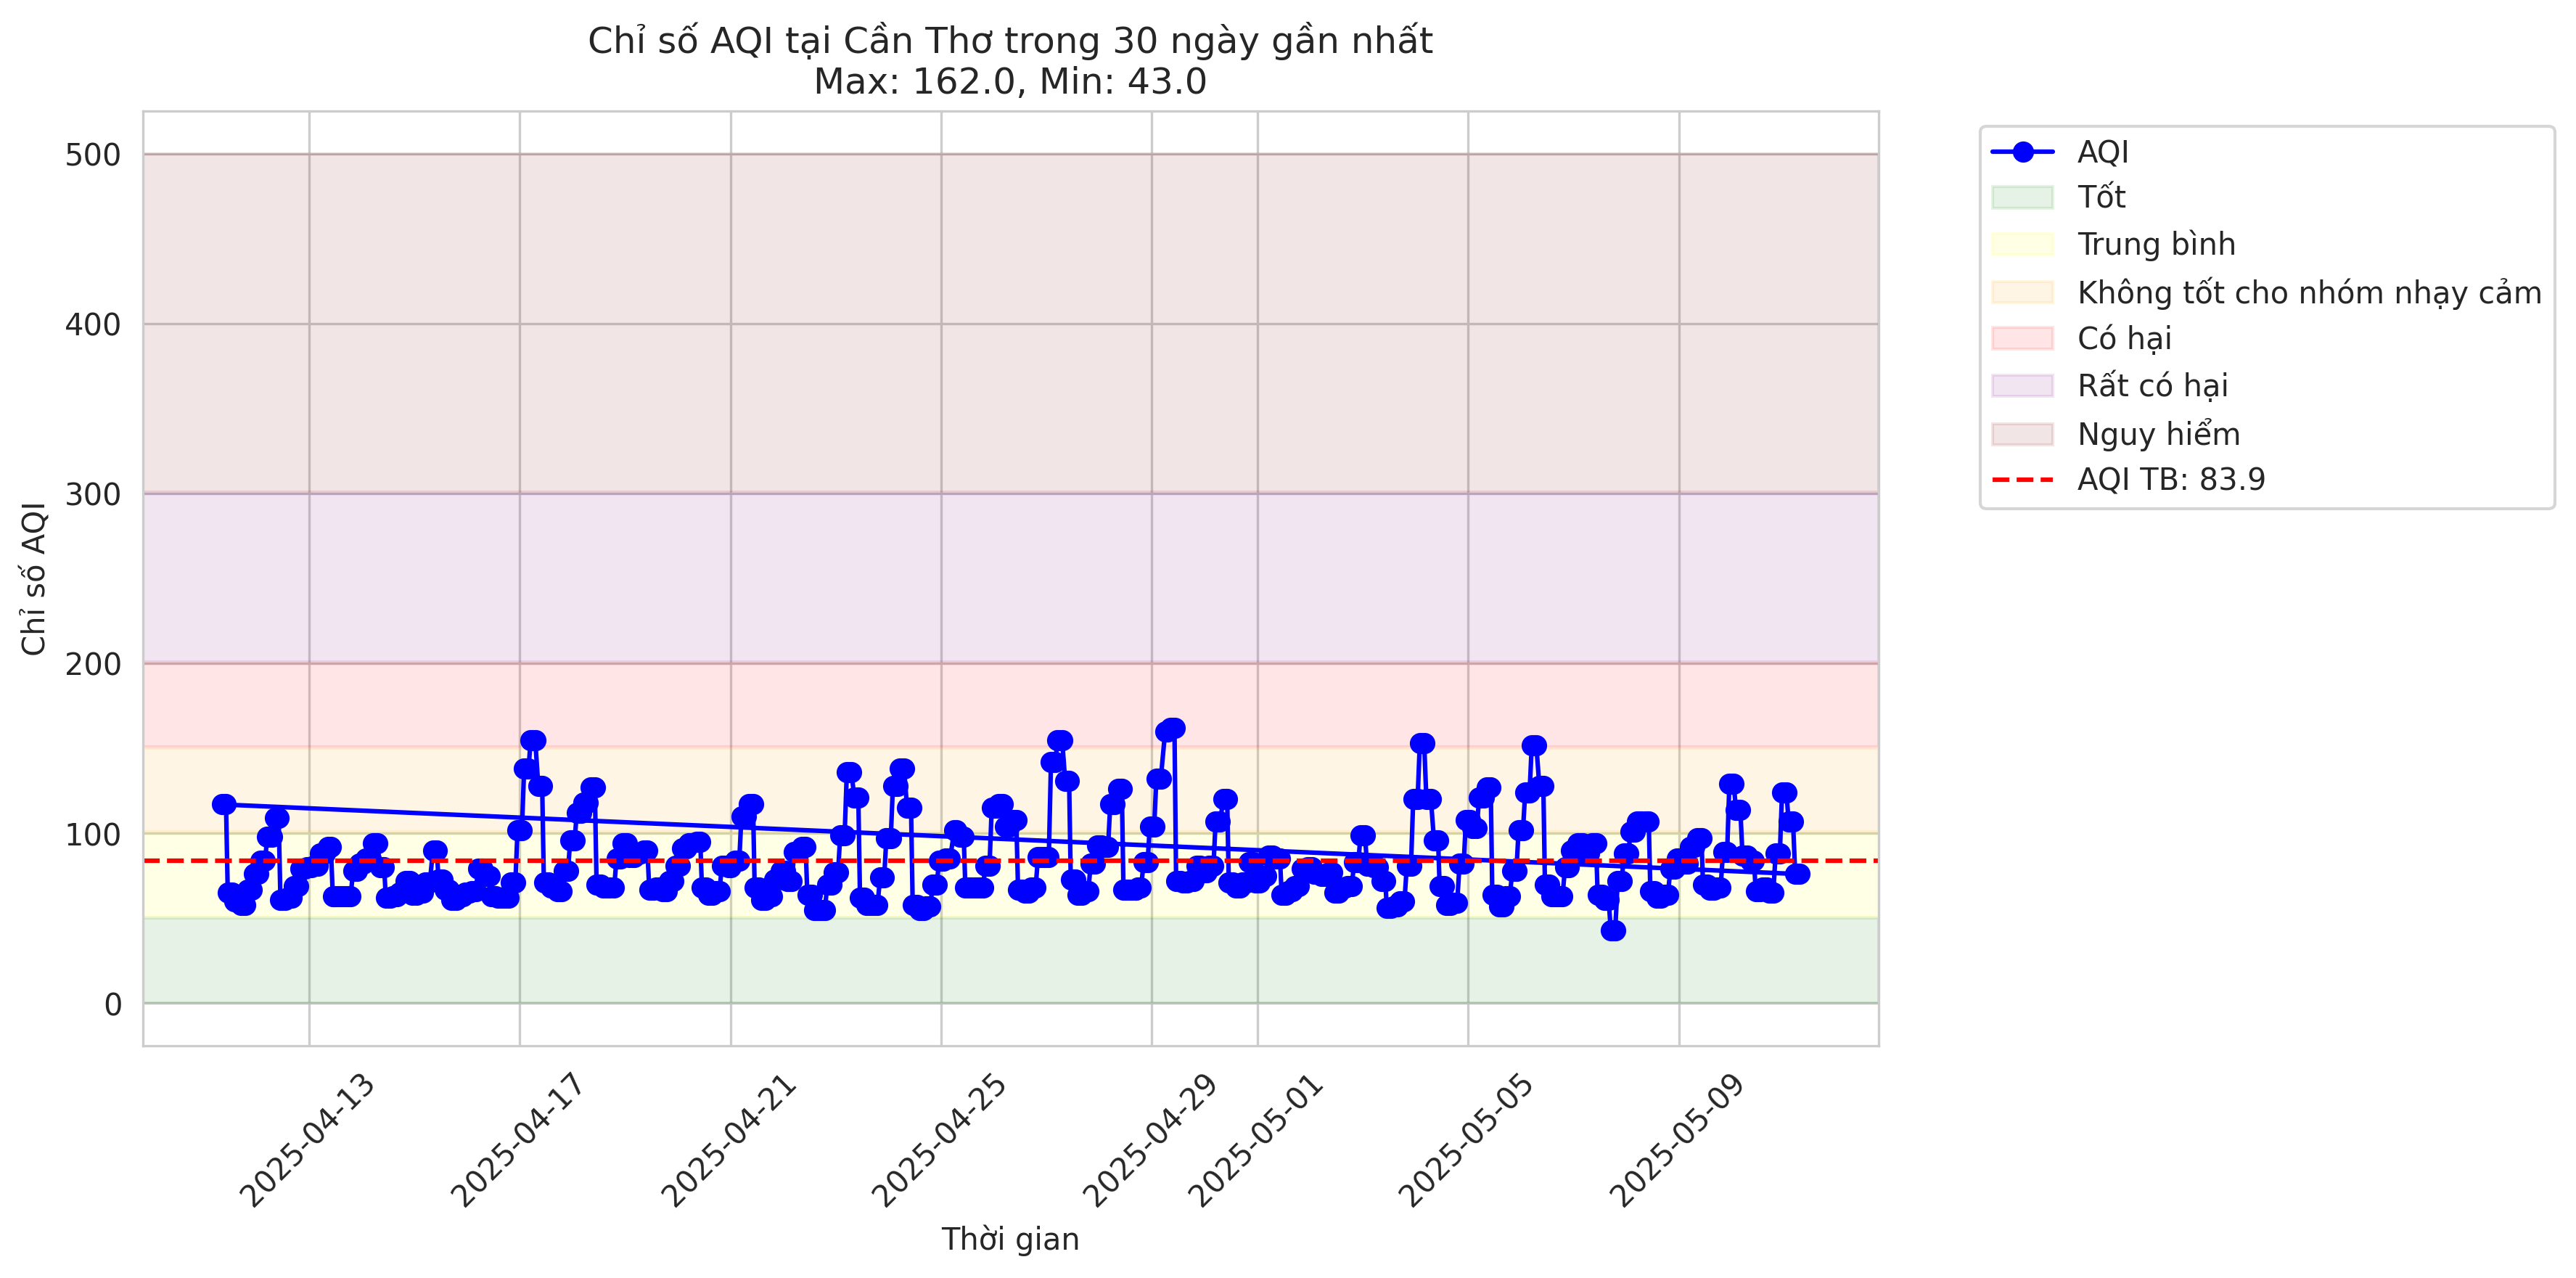 Chỉ số AQI tại Cần Thơ trong 30 ngày gần nhất
Max: 162.0, Min: 43.0
Chỉ số AQI
500
400
300
200
100
0
2025-04-13
2025-04-17
2025-04-21
2025-04-25
2025-04-29
2025-05-01
2025-05-05
2025-05-09
Thời gian
AQI
Tốt
Trung bình
Không tốt cho nhóm nhạy cảm
Có hại
Rất có hại
Nguy hiểm
AQI TB: 83.9